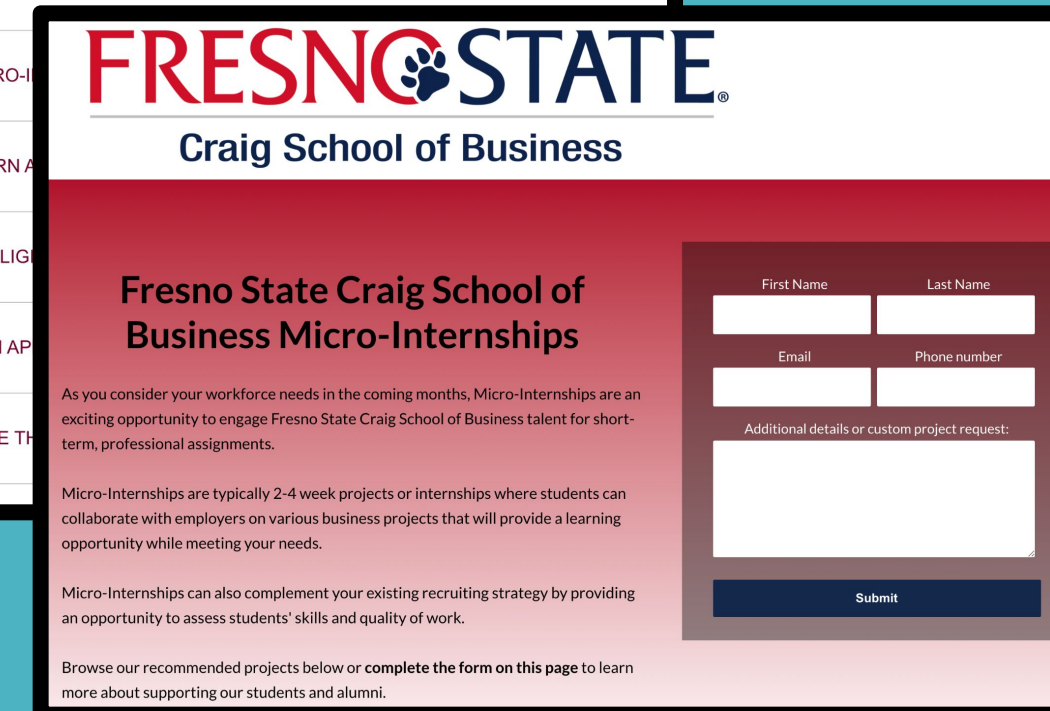 RO-I
RN A
LIGI
AP
E TH
FRESNO STATE®
Craig School of Business
Fresno State Craig School of
Business Micro-Internships
As you consider your workforce needs in the coming months, Micro-Internships are an
exciting opportunity to engage Fresno State Craig School of Business talent for short-
term, professional assignments.
Micro-Internships are typically 2-4 week projects or internships where students can
collaborate with employers on various business projects that will provide a learning
opportunity while meeting your needs.
Micro-Internships can also complement your existing recruiting strategy by providing
an opportunity to assess students' skills and quality of work.
Browse our recommended projects below or complete the form on this page to learn
more about supporting our students and alumni.
First Name Last Name
Email Phone number
Additional details or custom project request:
Submit